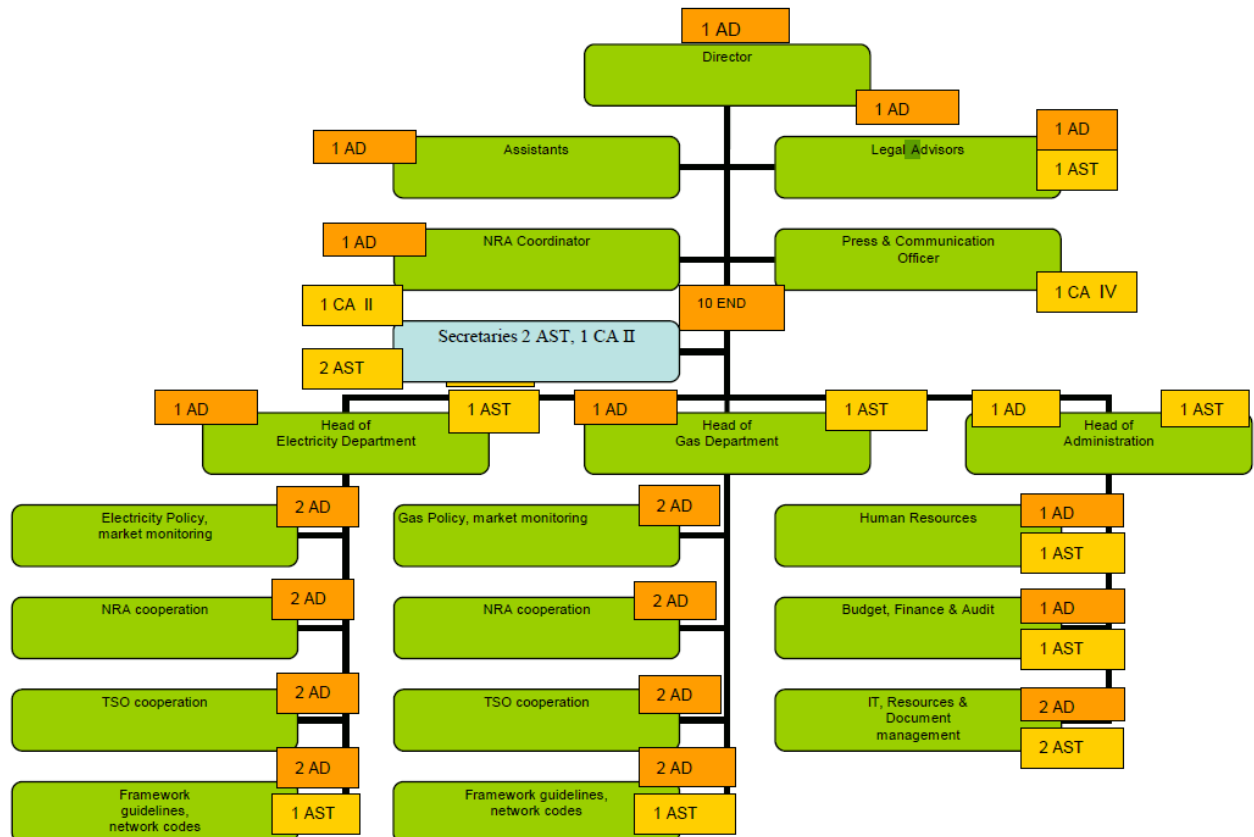 1 AD
Director
1 AD
1 AD
Assistants
Legal Advisors
1 AD
1 AST
1 AD
NRA Coordinator
Press & Communication
Officer
1 CA II
10 END
1 CA IV
Secretaries 2 AST, 1 CA II
2 AST
1 AD
1 AST
Head of
Electricity Department
1 AD
1 AST
Head of
Gas Department
1 AD
1 AST
Head of
Administration
2 AD
Electricity Policy,
market monitoring
2 AD
Gas Policy, market monitoring
1 AD
Human Resources
1 AST
2 AD
NRA cooperation
2 AD
NRA cooperation
1 AD
Budget, Finance & Audit
1 AST
2 AD
TSO cooperation
2 AD
TSO cooperation
2 AD
IT, Resources &
Document
management
2 AST
2 AD
Framework
guidelines,
network codes
1 AST
2 AD
Framework guidelines,
network codes
1 AST